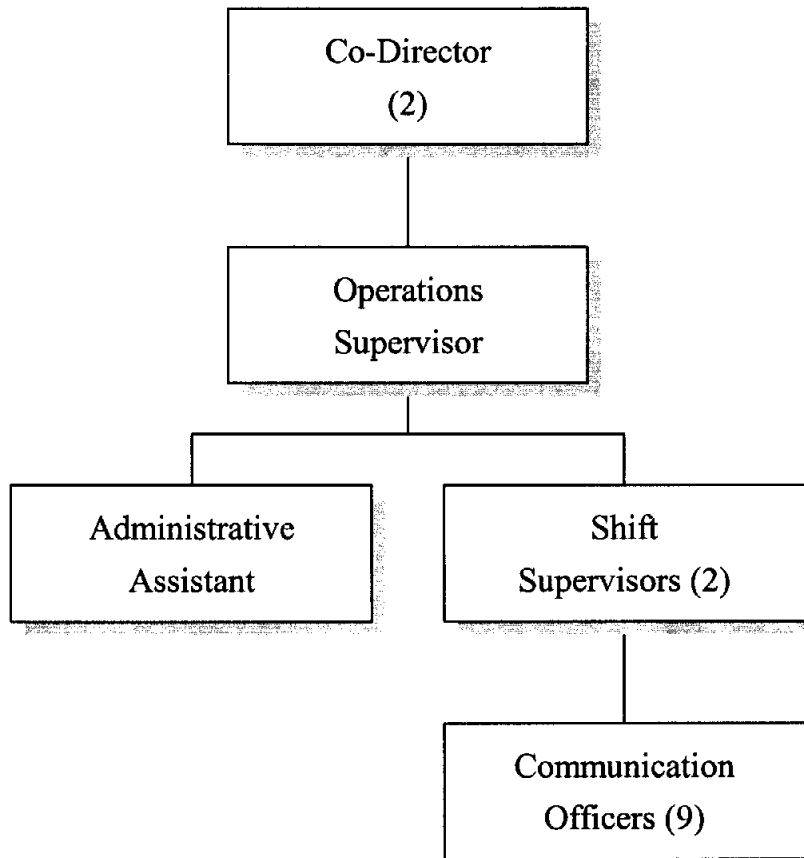 Co-Director
(2)
Operations
Supervisor
Administrative
Assistant
Shift
Supervisors (2)
Communication
Officers (9)